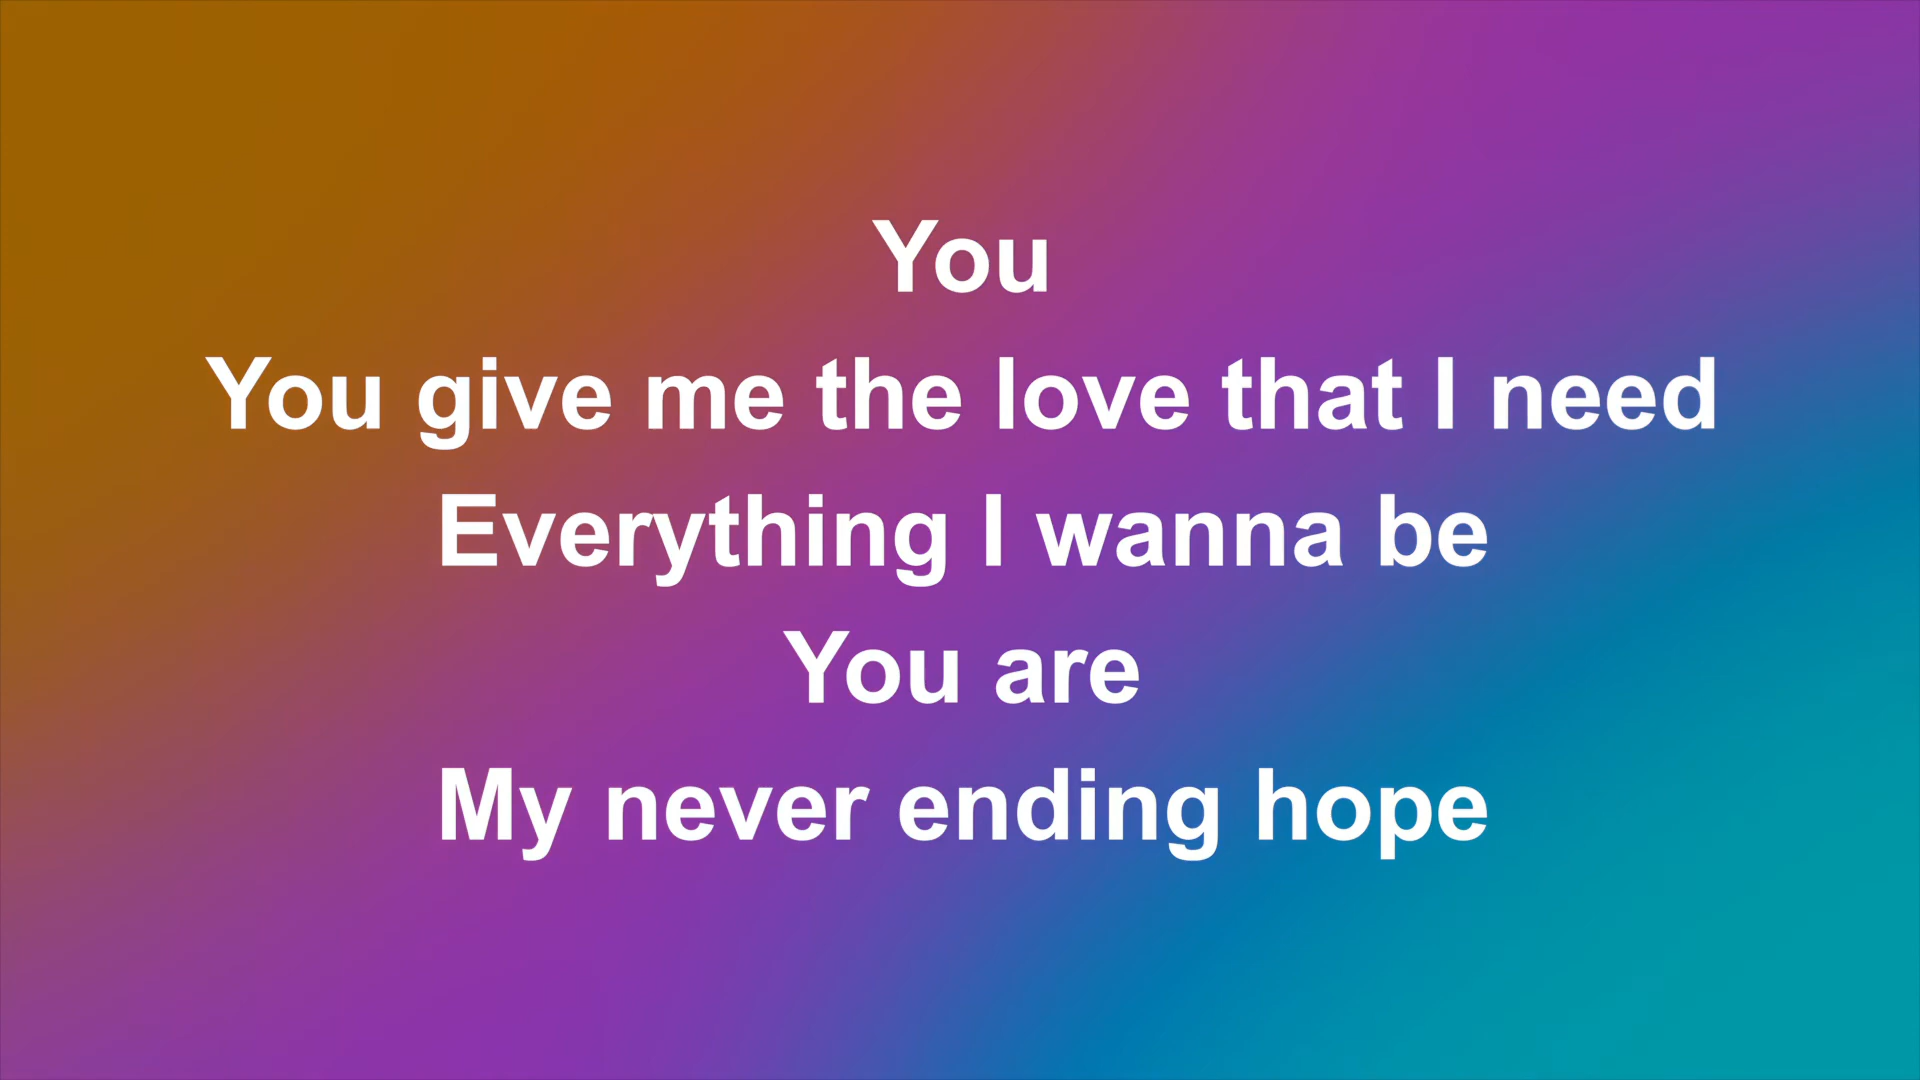 You
You give me the love that I need
Everything I wanna be
You are
My never ending hope